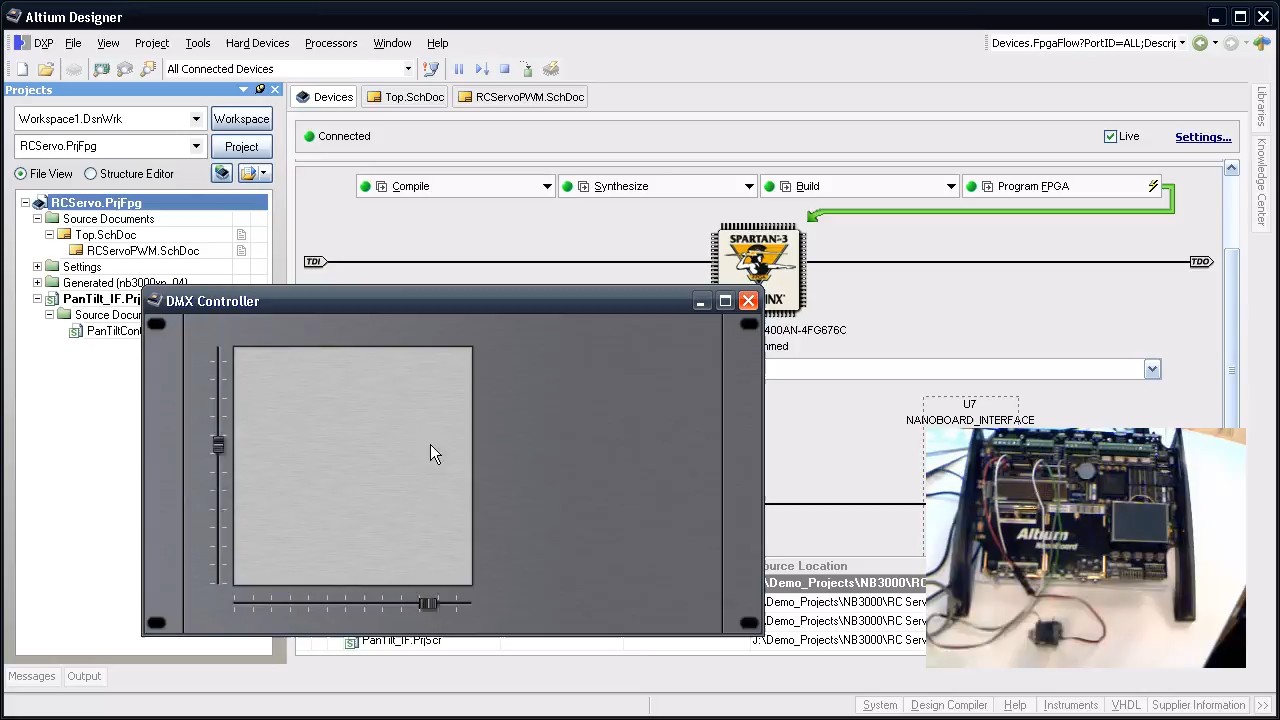 Altium Designer
DXP File View Project Tools Hard Devices Processors Window Help
Devices.FpgaFlow?PortID=ALL;Descri
All Connected Devices
Projects
Devices Top.SchDoc RCServoPWM.SchDoc
Workspace1.DsnWrk Workspace
RCServo.PrjFpg Project
Connected Live Settings...
File View Structure Editor
Compile Synthesize Build Program FPGA
RCServo.PrjFpg
Source Documents
Top.SchDoc
RCServoPWM.SchDoc
Settings
Generated (nb3000xn_04)
PanTilt_IF.Prj
Source Docum
PanTiltCont
Libraries
Knowledge Center
SPARTAN-3
TDI
TDO
DMX Controller
400AN-4FG676C
med
U7
NANOBOARD_INTERFACE
Altium
NanoBoard
ource Location
\Demo_Projects\NB3000\RC
J:\Demo_Projects\NB3000\RC Serv
J:\Demo_Projects\NB3000\RC Serv
PanTilt_IF.PrjScr J:\Demo_Projects\NB3000\RC Serv
Messages Output
System Design Compiler Help Instruments VHDL Supplier Information >>